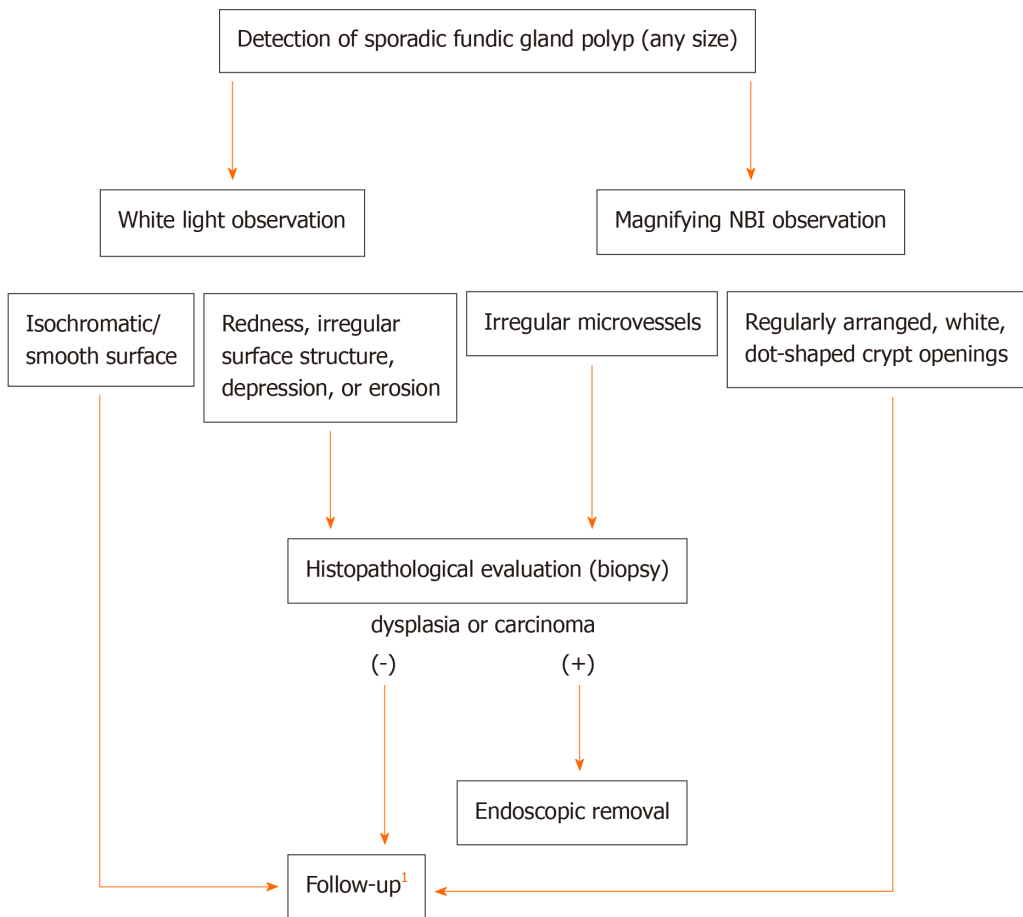 Detection of sporadic fundic gland polyp (any size)
White light observation
Magnifying NBI observation
Isochromatic/
smooth surface
Redness, irregular
surface structure,
depression, or erosion
Irregular microvessels
Regularly arranged, white,
dot-shaped crypt openings
Histopathological evaluation (biopsy)
dysplasia or carcinoma
(-)
(+)
Endoscopic removal
Follow-up¹